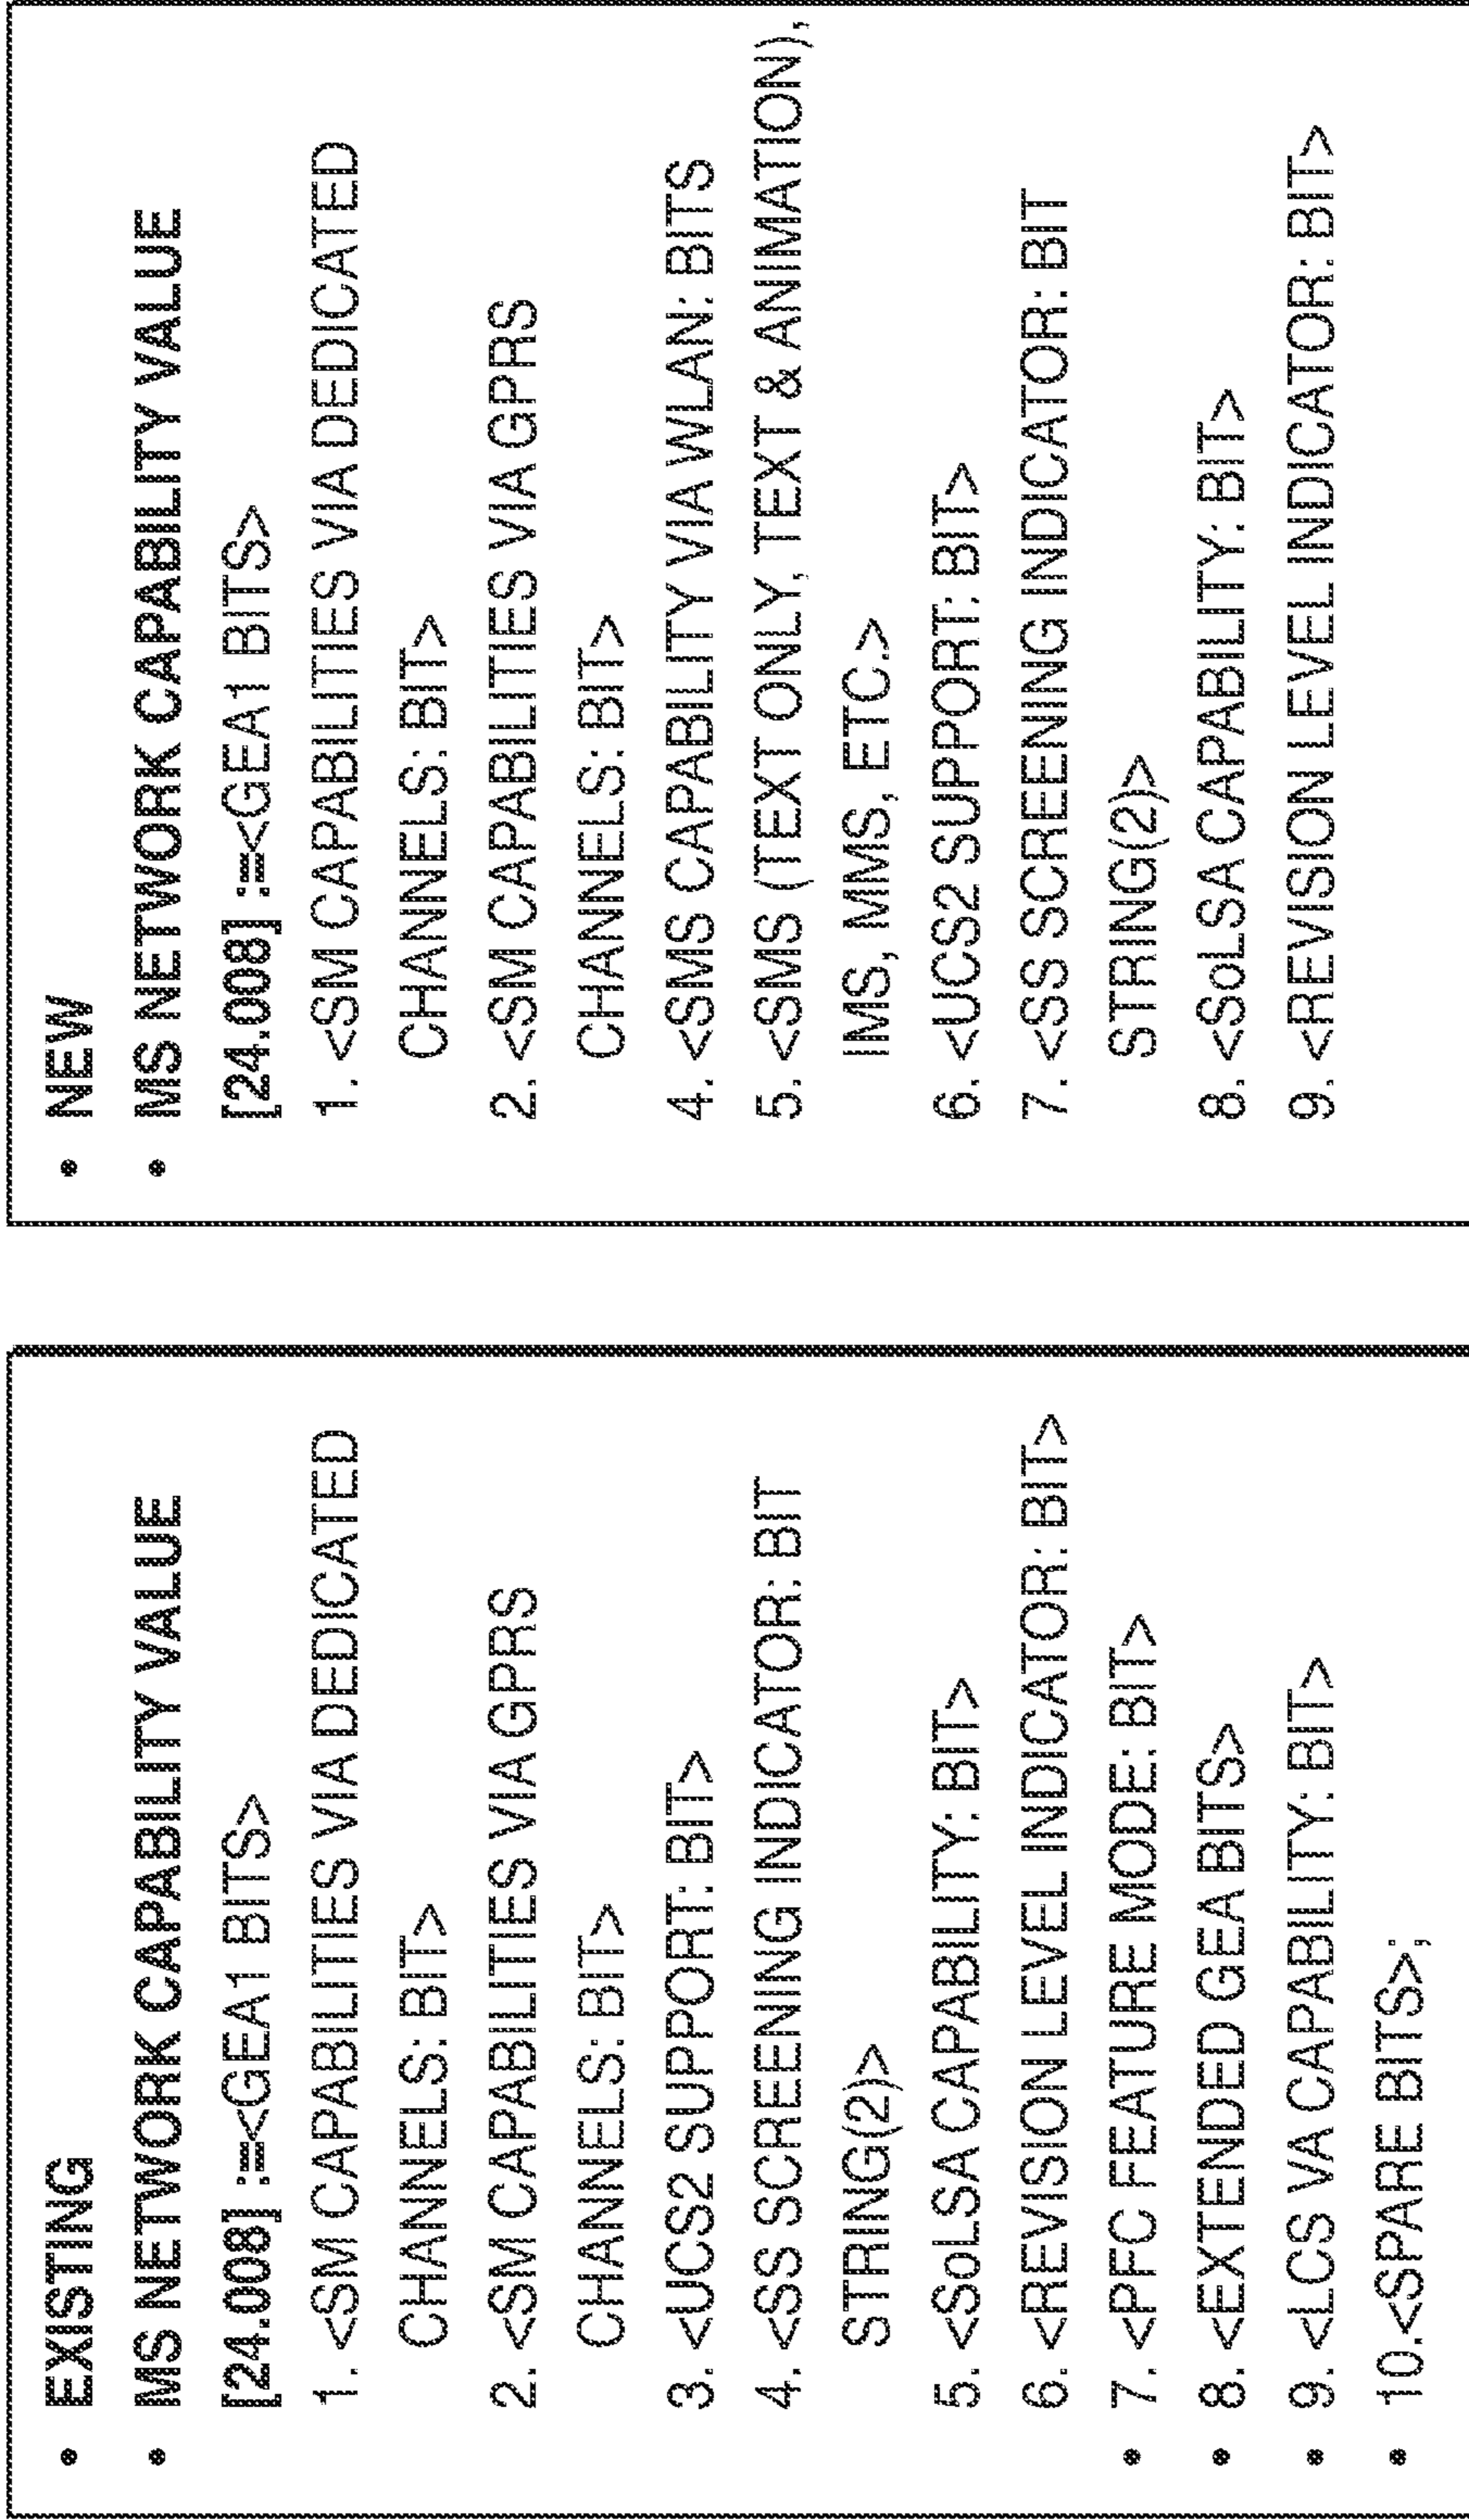 • EXISTING
• MS NETWORK CAPABILITY VALUE
[24.008] :=<GEA1 BITS>
1. <SM CAPABILITIES VIA DEDICATED
CHANNELS: BIT>
2. <SM CAPABILITIES VIA GPRS
CHANNELS: BIT>
3. <UCS2 SUPPORT: BIT>
4. <SS SCREENING INDICATOR: BIT
STRING(2)>
5. <SoLSA CAPABILITY: BIT>
6. <REVISION LEVEL INDICATOR: BIT>
• 7. <PFC FEATURE MODE: BIT>
• 8. <EXTENDED GEA BITS>
• 9. <LCS VA CAPABILITY: BIT>
• 10.<SPARE BITS>;
• NEW
• MS NETWORK CAPABILITY VALUE
[24.008] :=<GEA1 BITS>
1. <SM CAPABILITIES VIA DEDICATED
CHANNELS: BIT>
2. <SM CAPABILITIES VIA GPRS
CHANNELS: BIT>
4. <SMS CAPABILITY VIA WLAN: BITS
5. <SMS (TEXT ONLY, TEXT & ANIMATION),
IMS, MMS, ETC.>
6. <UCS2 SUPPORT: BIT>
7. <SS SCREENING INDICATOR: BIT
STRING(2)>
8. <SoLSA CAPABILITY: BIT>
9. <REVISION LEVEL INDICATOR: BIT>